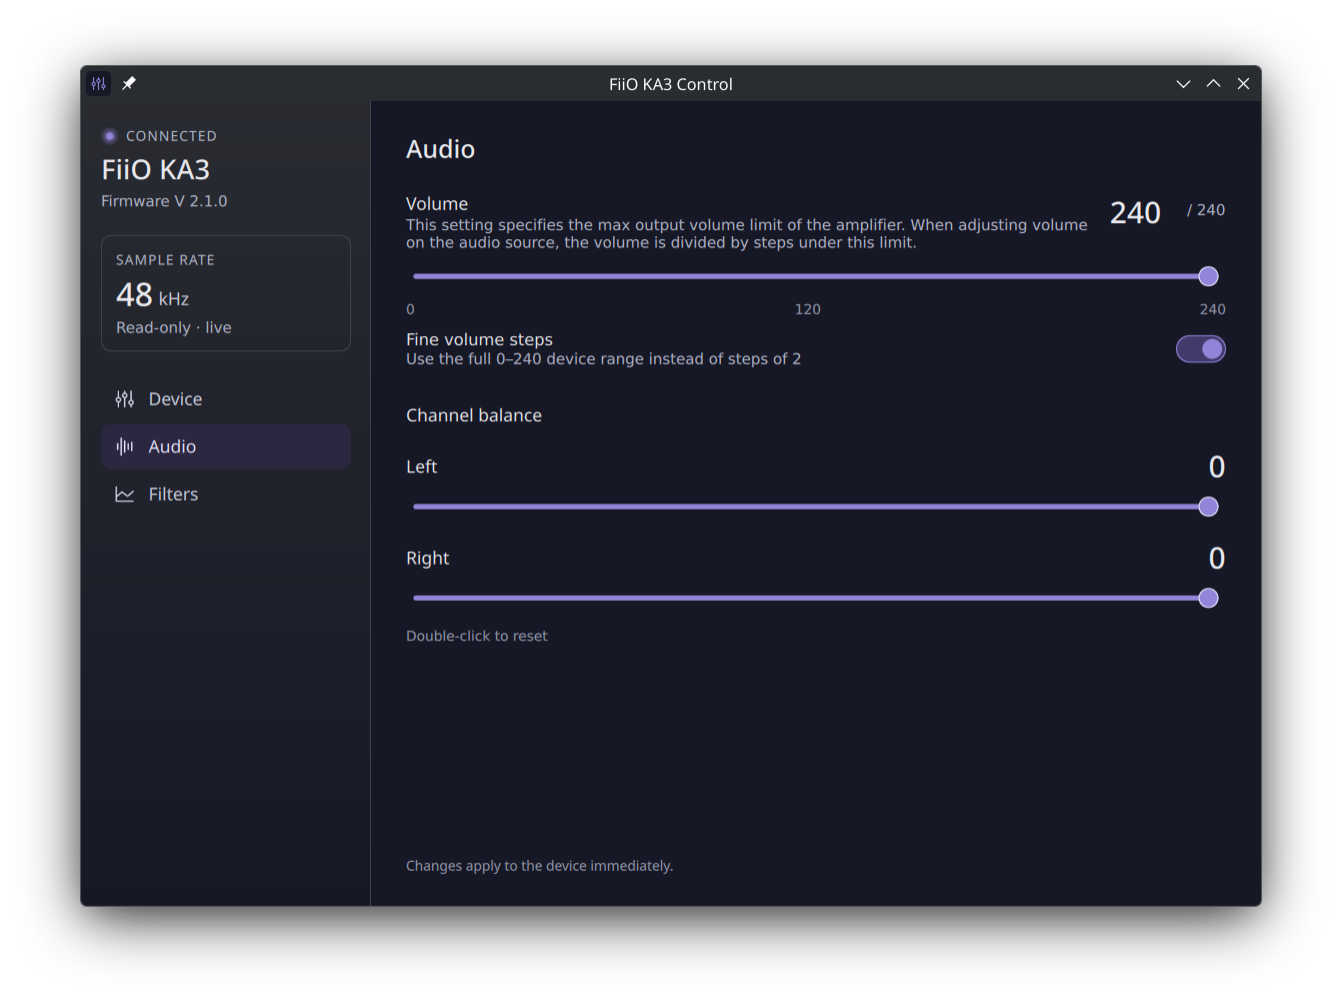 FiiO KA3 Control
CONNECTED
FiiO KA3
Firmware V 2.1.0
SAMPLE RATE
48 kHz
Read-only · live
Device
Audio
Filters
Audio
Volume
This setting specifies the max output volume limit of the amplifier. When adjusting volume
on the audio source, the volume is divided by steps under this limit.
240 / 240
0 120 240
Fine volume steps
Use the full 0–240 device range instead of steps of 2
Channel balance
Left 0
Right 0
Double-click to reset
Changes apply to the device immediately.